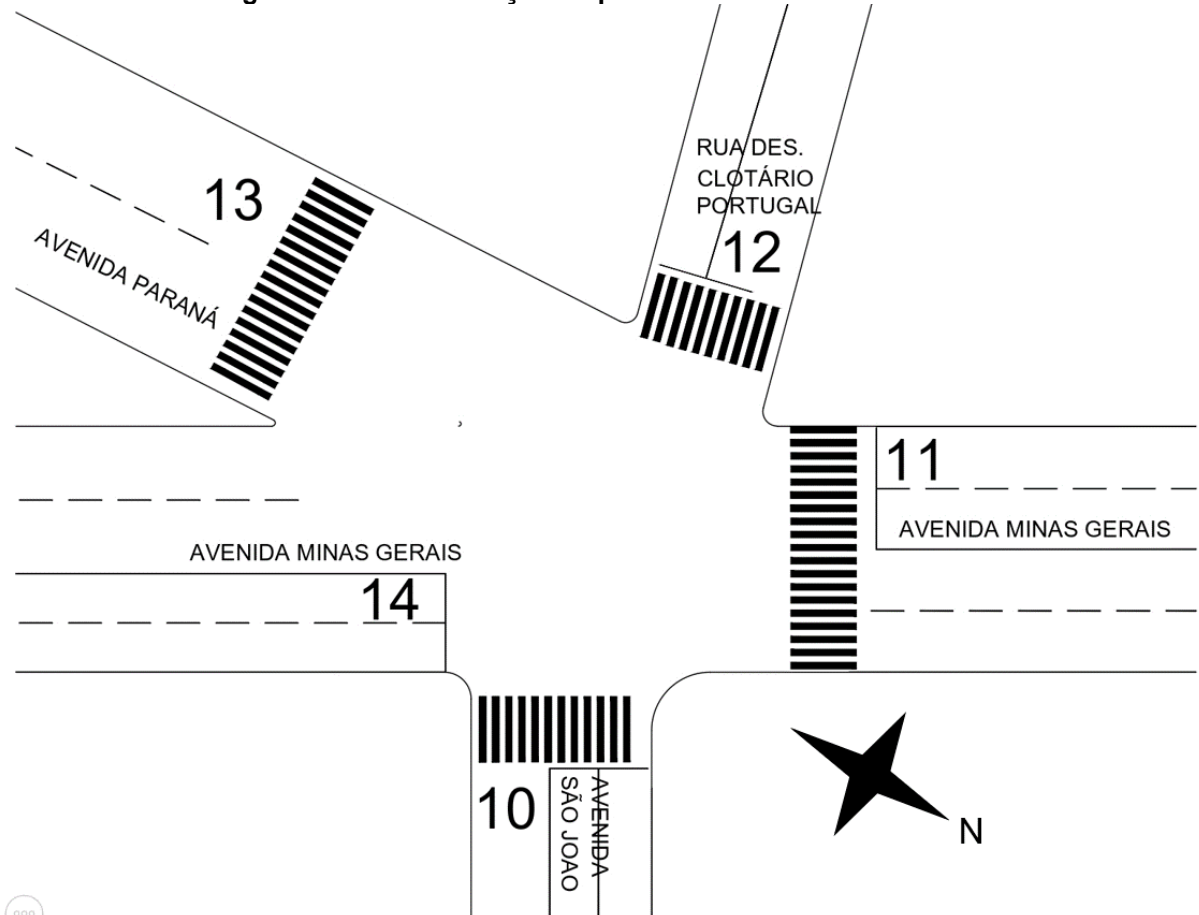 RUA DES.
CLOTÁRIO
PORTUGAL
13
12
AVENIDA PARANÁ
11
AVENIDA MINAS GERAIS
AVENIDA MINAS GERAIS
14
10
AVENIDA
SÃO JOAO
N